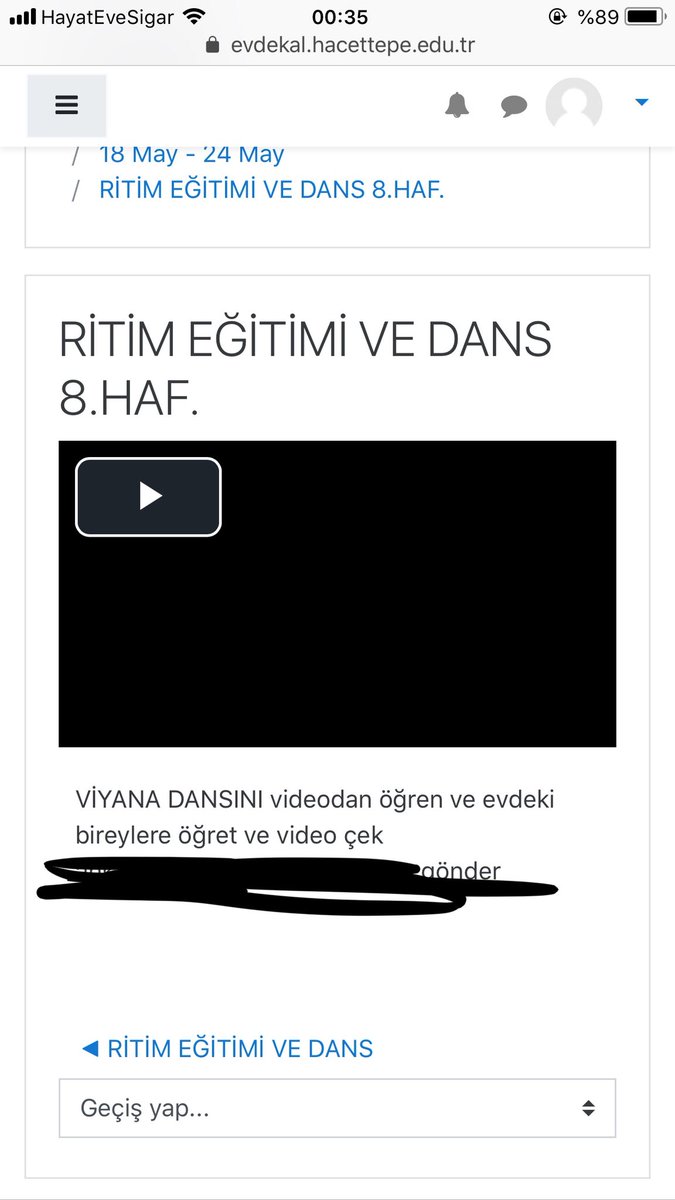 HayatEveSigar 00:35 %89
evdekal.hacettepe.edu.tr
/ 18 May - 24 May
/ RİTİM EĞİTİMİ VE DANS 8.HAF.
RİTİM EĞİTİMİ VE DANS
8.HAF.
VİYANA DANSINI videodan öğren ve evdeki
bireylere öğret ve video çek
gönder
◀ RİTİM EĞİTİMİ VE DANS
Geçiş yap...